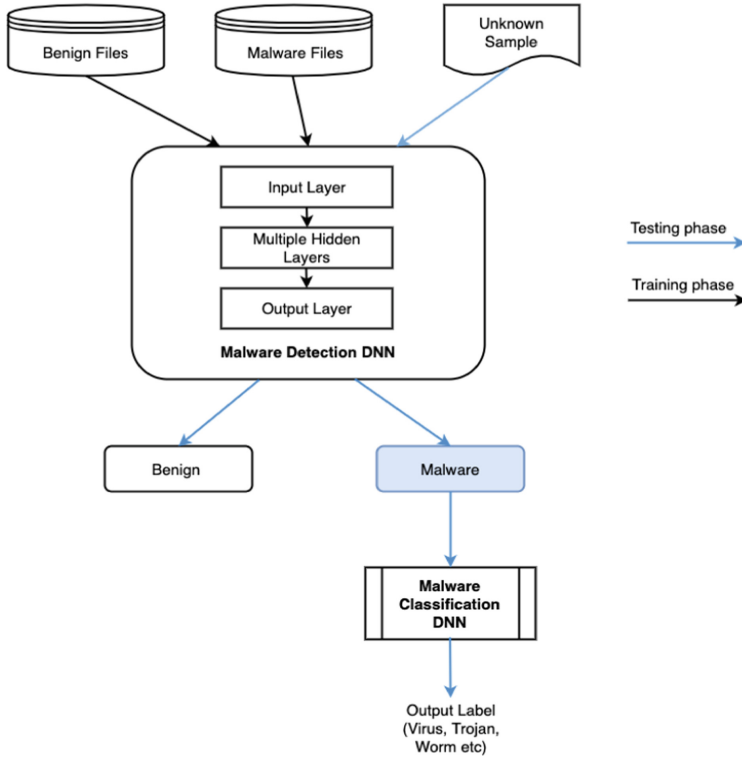 Benign Files
Malware Files
Unknown
Sample
Input Layer
Multiple Hidden
Layers
Output Layer
Malware Detection DNN
Testing phase
Training phase
Benign
Malware
Malware
Classification
DNN
Output Label
(Virus, Trojan,
Worm etc)